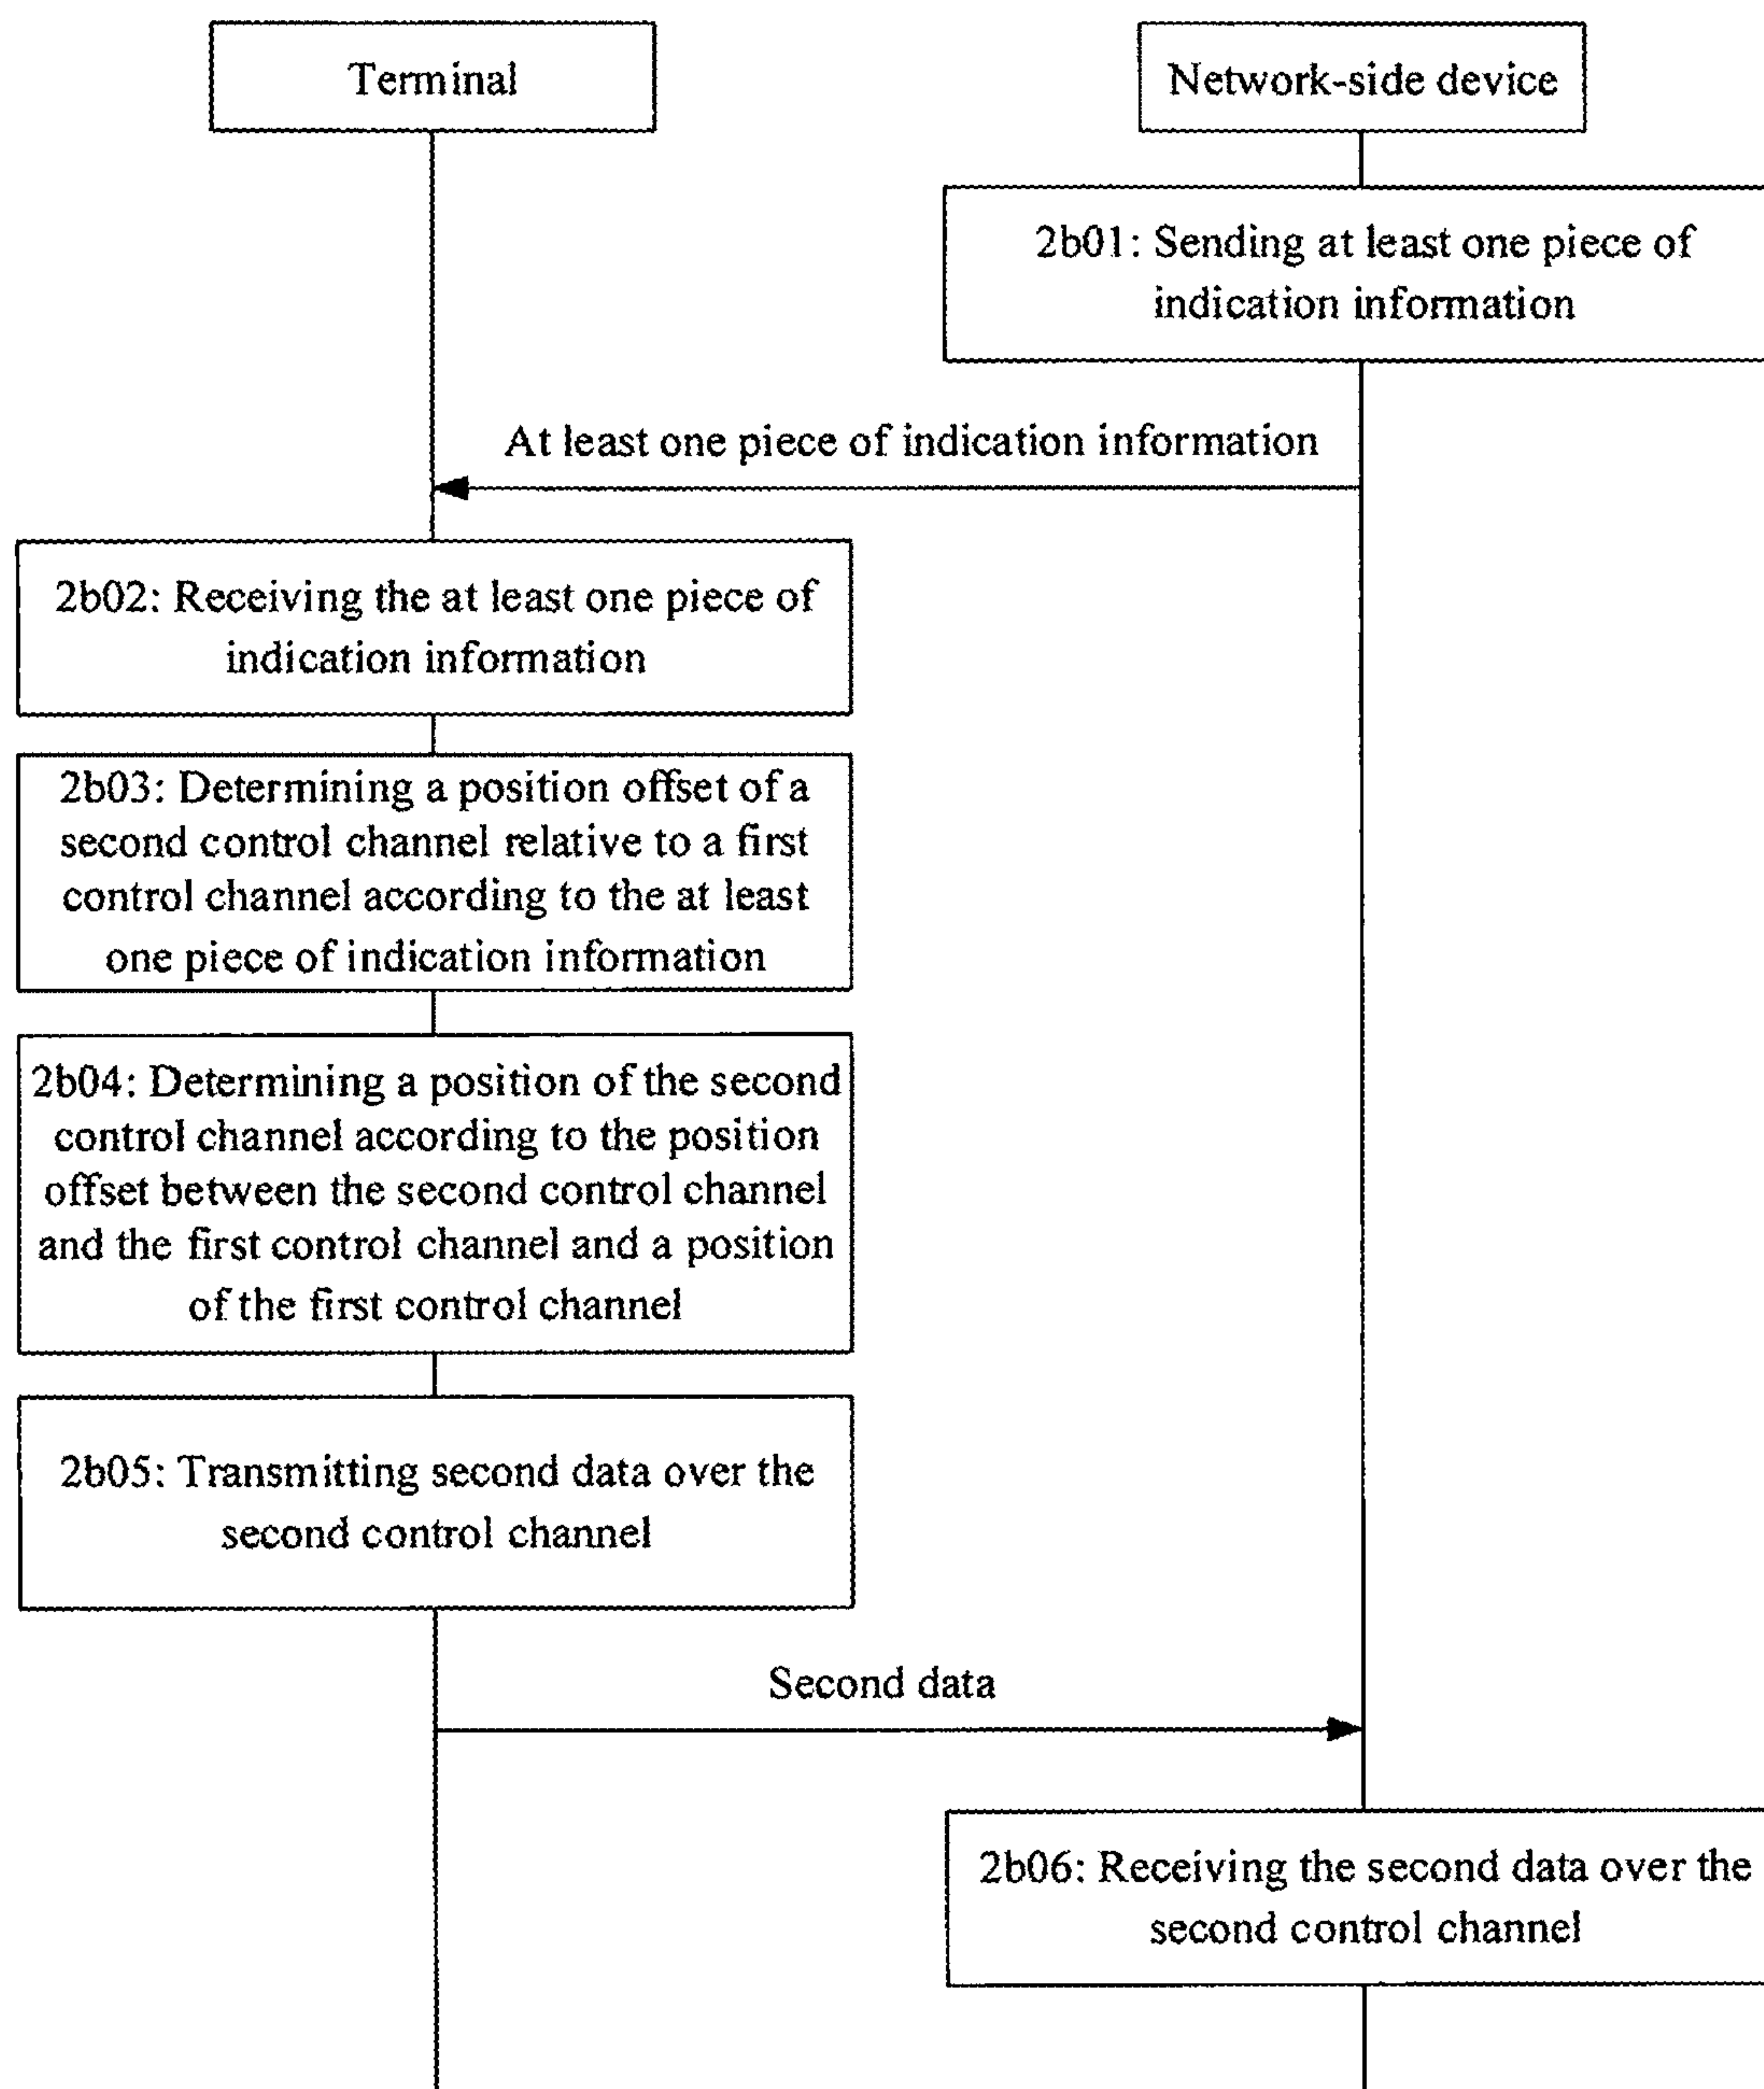 Terminal
Network-side device
2b01: Sending at least one piece of
indication information
At least one piece of indication information
2b02: Receiving the at least one piece of
indication information
2b03: Determining a position offset of a
second control channel relative to a first
control channel according to the at least
one piece of indication information
2b04: Determining a position of the second
control channel according to the position
offset between the second control channel
and the first control channel and a position
of the first control channel
2b05: Transmitting second data over the
second control channel
Second data
2b06: Receiving the second data over the
second control channel